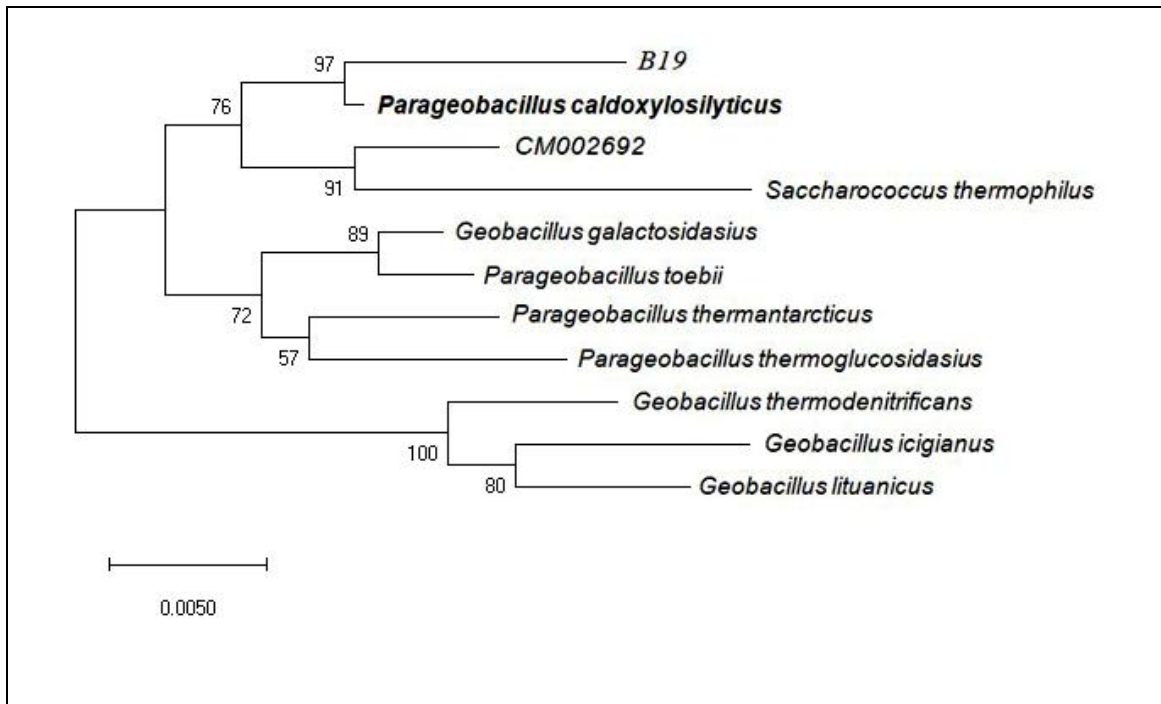 97
B19
Parageobacillus caldoxylosilyticus
76
CM002692
91
Saccharococcus thermophilus
89
Geobacillus galactosidasius
Parageobacillus toebii
72
Parageobacillus thermantarcticus
57
Parageobacillus thermoglucosidasius
Geobacillus thermodenitrificans
100
Geobacillus icigianus
80
Geobacillus lituanicus
0.0050